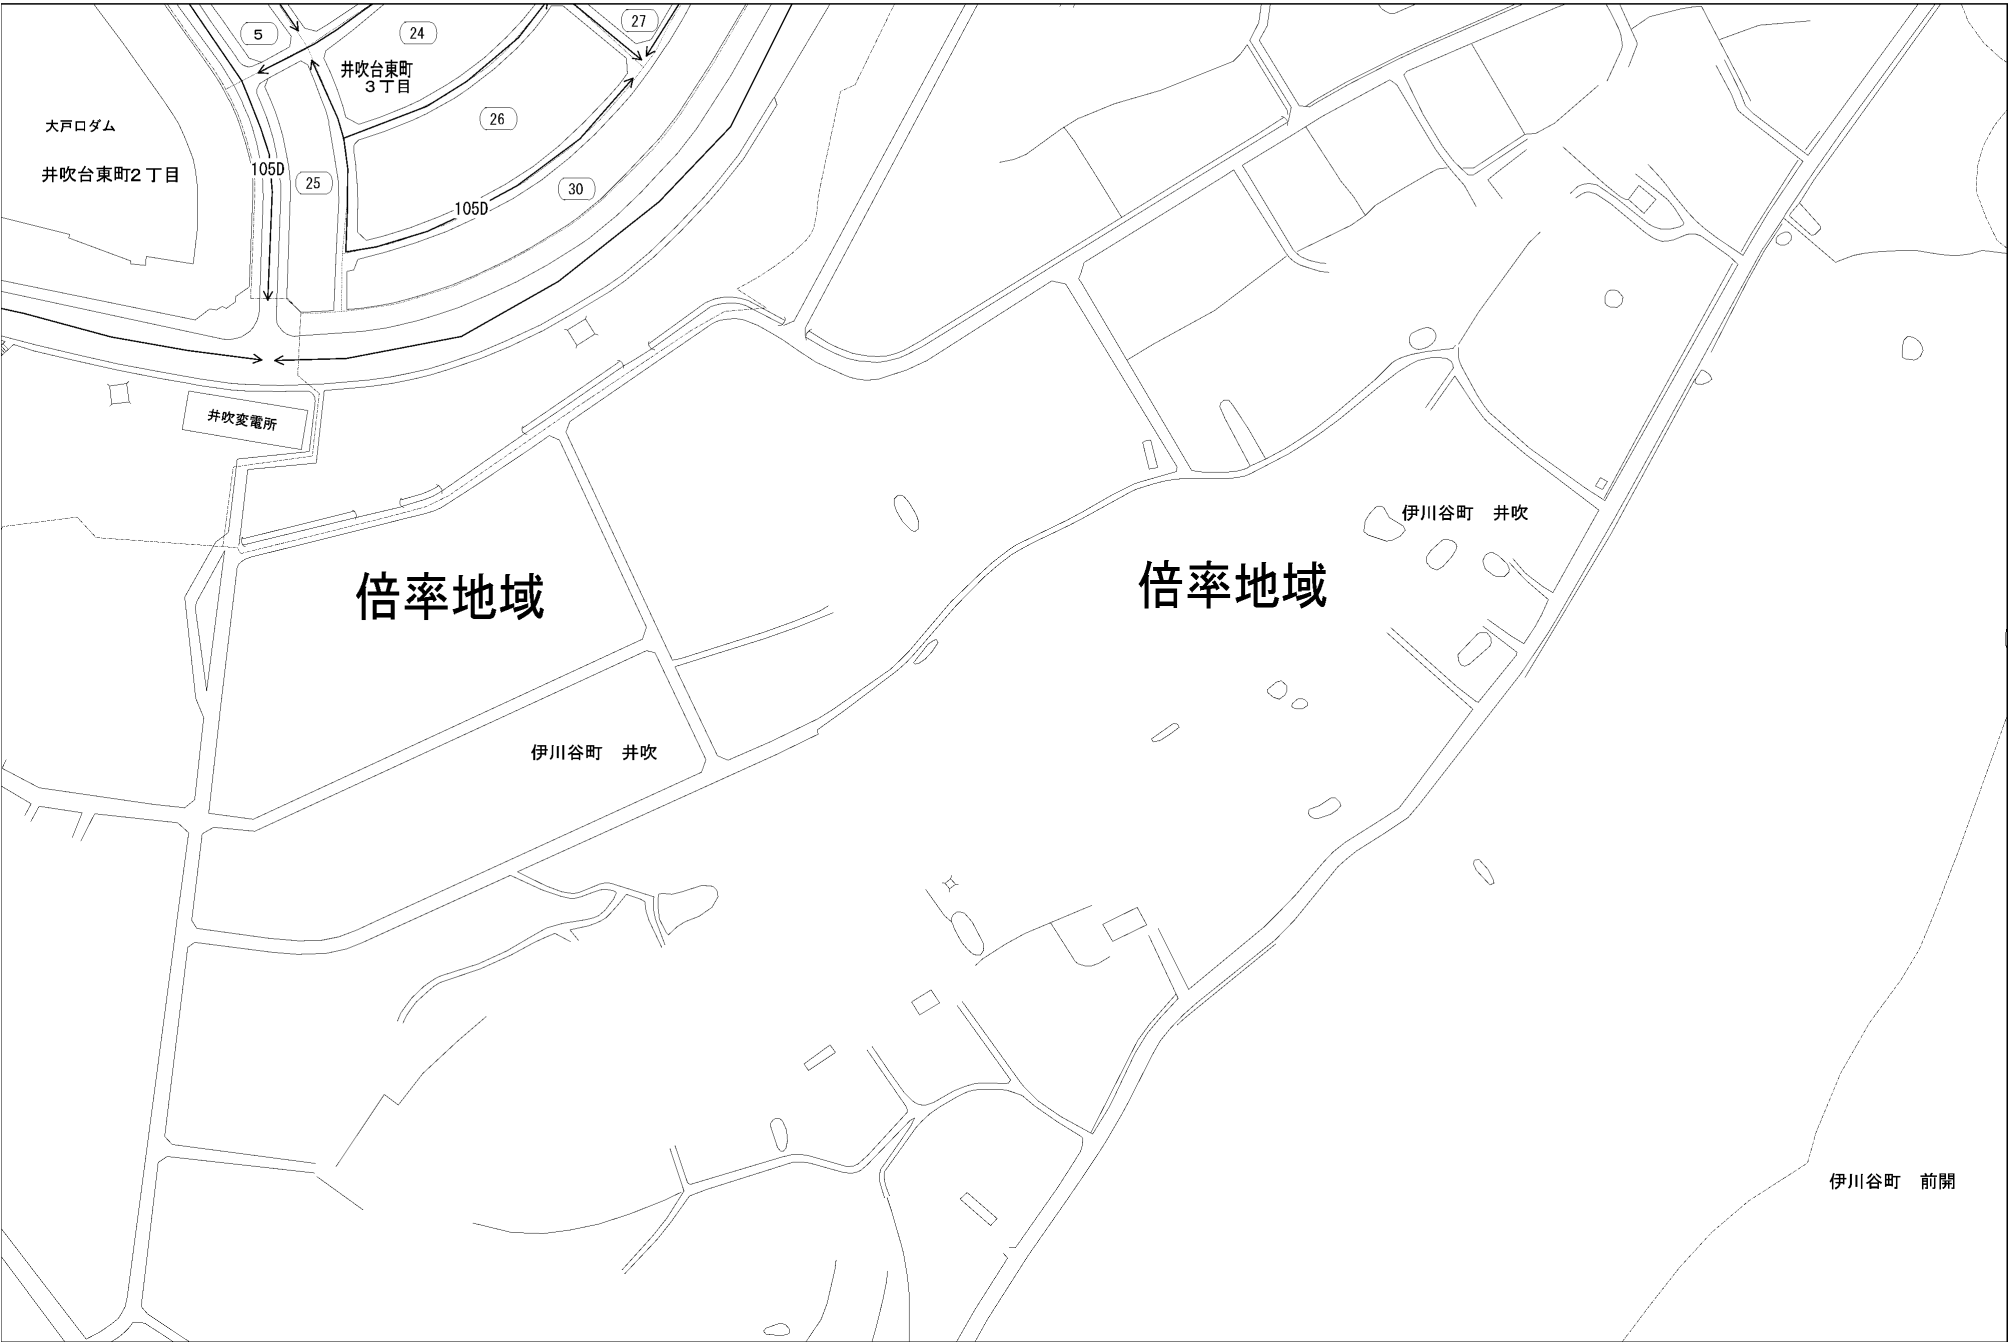 5
24
27
井吹台東町
3丁目
26
大戸口ダム
井吹台東町2丁目
105D
25
30
105D
井吹変電所
伊川谷町　井吹
倍率地域
倍率地域
伊川谷町　井吹
伊川谷町　前開